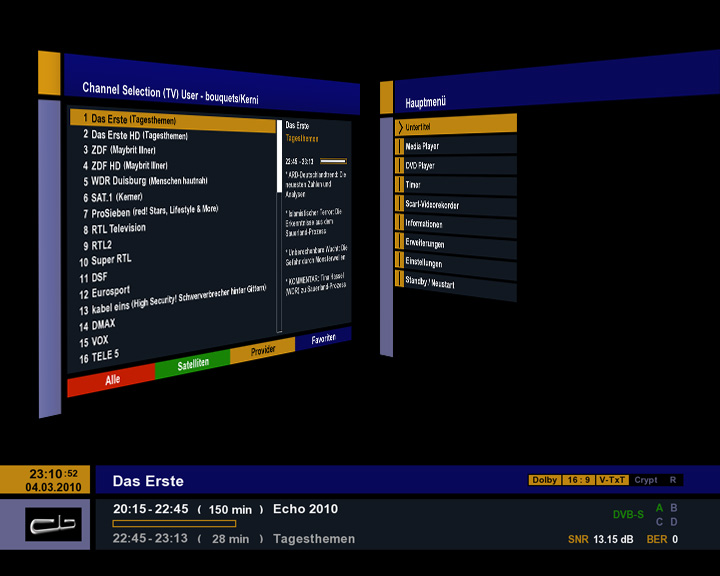 Channel Selection (TV) User - bouquets/Kerni
1 Das Erste (Tagesthemen)
2 Das Erste HD (Tagesthemen)
3 ZDF (Maybrit Illner)
4 ZDF HD (Maybrit Illner)
5 WDR Duisburg (Menschen hautnah)
6 SAT.1 (Kerner)
7 ProSieben (red! Stars, Lifestyle & More)
8 RTL Television
9 RTL2
10 Super RTL
11 DSF
12 Eurosport
13 kabel eins (High Security! Schwerverbrecher hinter Gittern)
14 DMAX
15 VOX
16 TELE 5
Das Erste
Tagesthemen
22:45 - 23:13
* ARD-Deutschlandtrend: Die
neuesten Zahlen und
Analysen
* Islamistischer Terror: Die
Erkenntnisse aus dem
Sauerland-Prozess
* Unberechenbare Wucht: Die
Gefahr durch Monsterwellen
* KOMMENTAR: Tina Hassel
(WDR) zu Sauerland-Prozess
Alle
Satelliten
Provider
Favoriten
Hauptmenü
Untertitel
Media Player
DVD Player
Timer
Scart-Videorekorder
Informationen
Erweiterungen
Einstellungen
Standby / Neustart
23:10:52
04.03.2010
Das Erste
Dolby 16:9 V-TxT Crypt R
20:15 - 22:45 ( 150 min ) Echo 2010
22:45 - 23:13 ( 28 min ) Tagesthemen
DVB-S A B
C D
SNR 13.15 dB BER 0